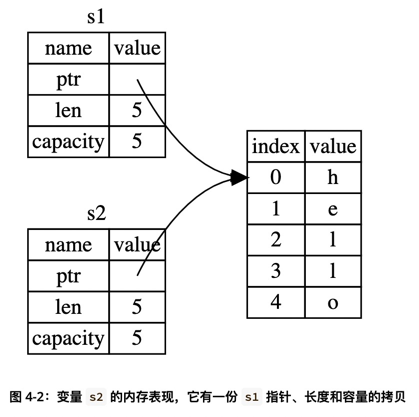 s1
name value
ptr
len 5
capacity 5
index value
0 h
1 e
2 l
3 l
4 o
s2
name value
ptr
len 5
capacity 5
图 4-2：变量 s2 的内存表现，它有一份 s1 指针、长度和容量的拷贝